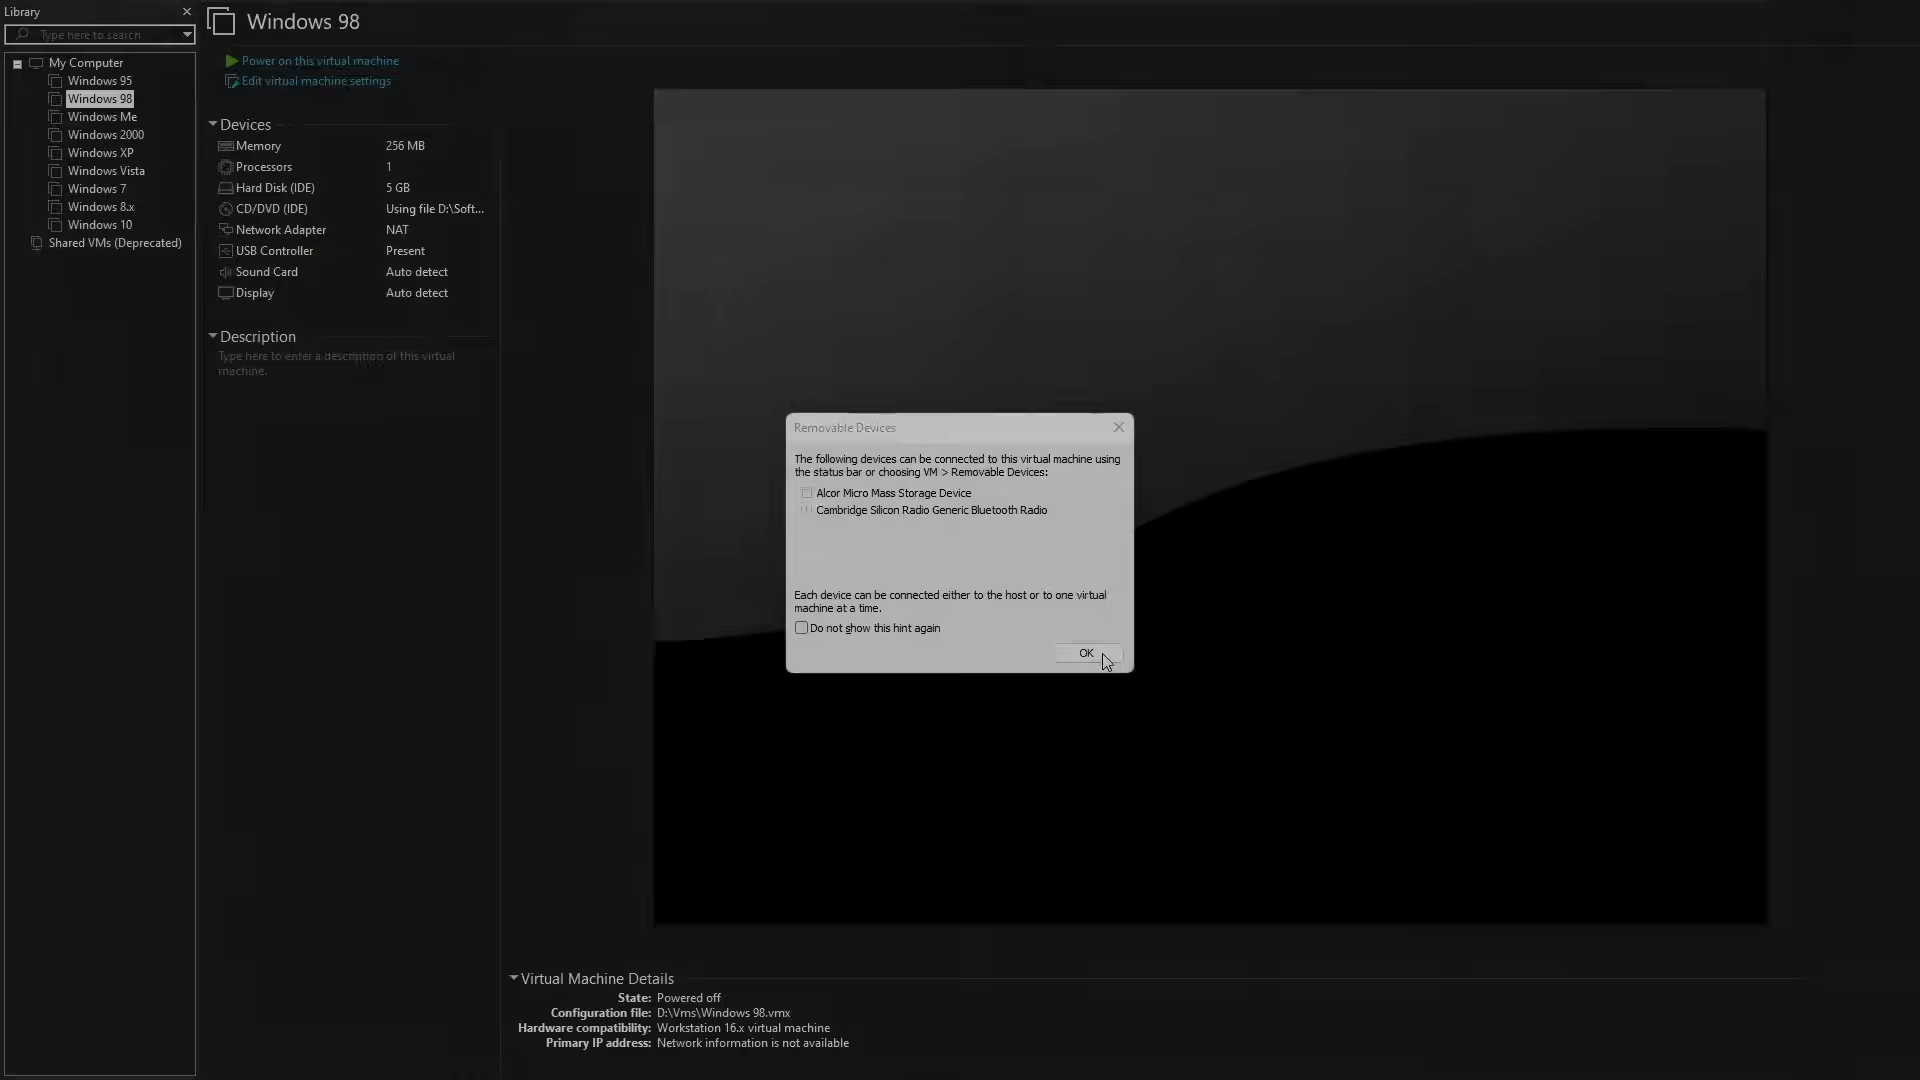 Library
Type here to search
My Computer
Windows 95
Windows 98
Windows Me
Windows 2000
Windows XP
Windows Vista
Windows 7
Windows 8.x
Windows 10
Shared VMs (Deprecated)
Windows 98
Power on this virtual machine
Edit virtual machine settings
Devices
Memory 256 MB
Processors 1
Hard Disk (IDE) 5 GB
CD/DVD (IDE) Using file D:\Soft...
Network Adapter NAT
USB Controller Present
Sound Card Auto detect
Display Auto detect
Description
Type here to enter a description of this virtual
machine.
Removable Devices
The following devices can be connected to this virtual machine using
the status bar or choosing VM > Removable Devices:
Alcor Micro Mass Storage Device
Cambridge Silicon Radio Generic Bluetooth Radio
Each device can be connected either to the host or to one virtual
machine at a time.
Do not show this hint again
OK
Virtual Machine Details
State: Powered off
Configuration file: D:\Vms\Windows 98.vmx
Hardware compatibility: Workstation 16.x virtual machine
Primary IP address: Network information is not available